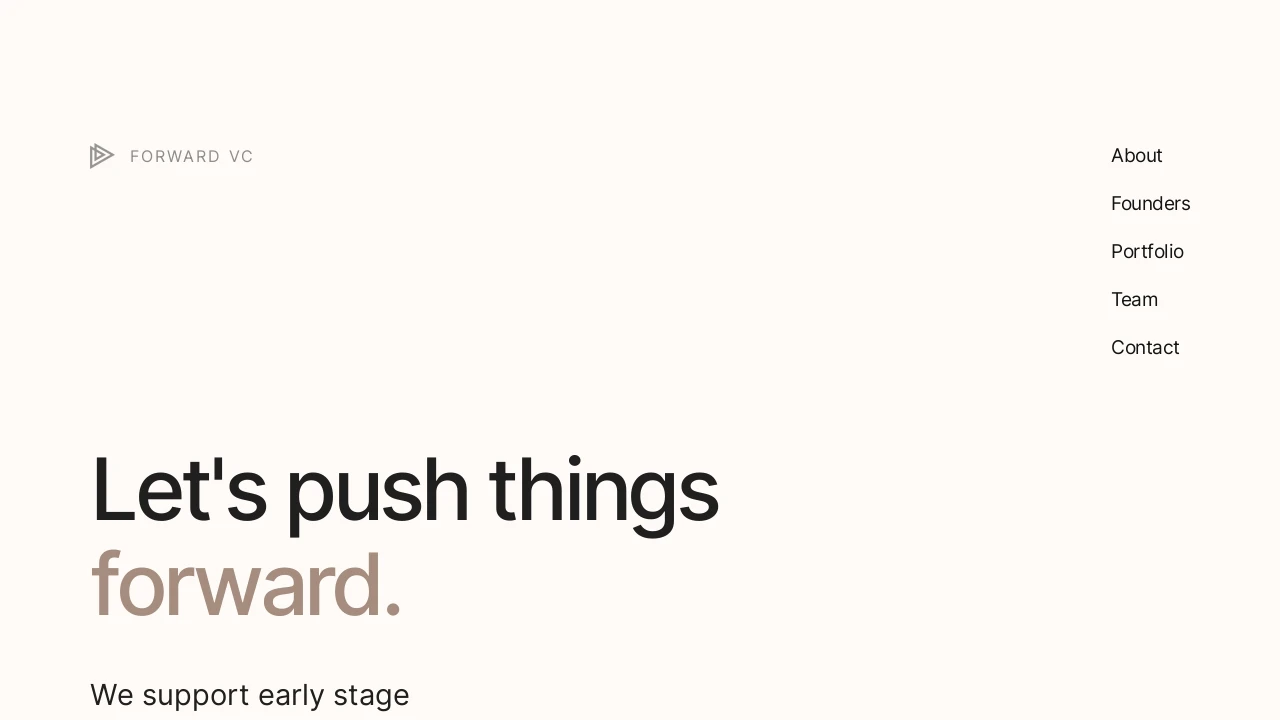 FORWARD VC
About
Founders
Portfolio
Team
Contact
Let's push things
forward.
We support early stage